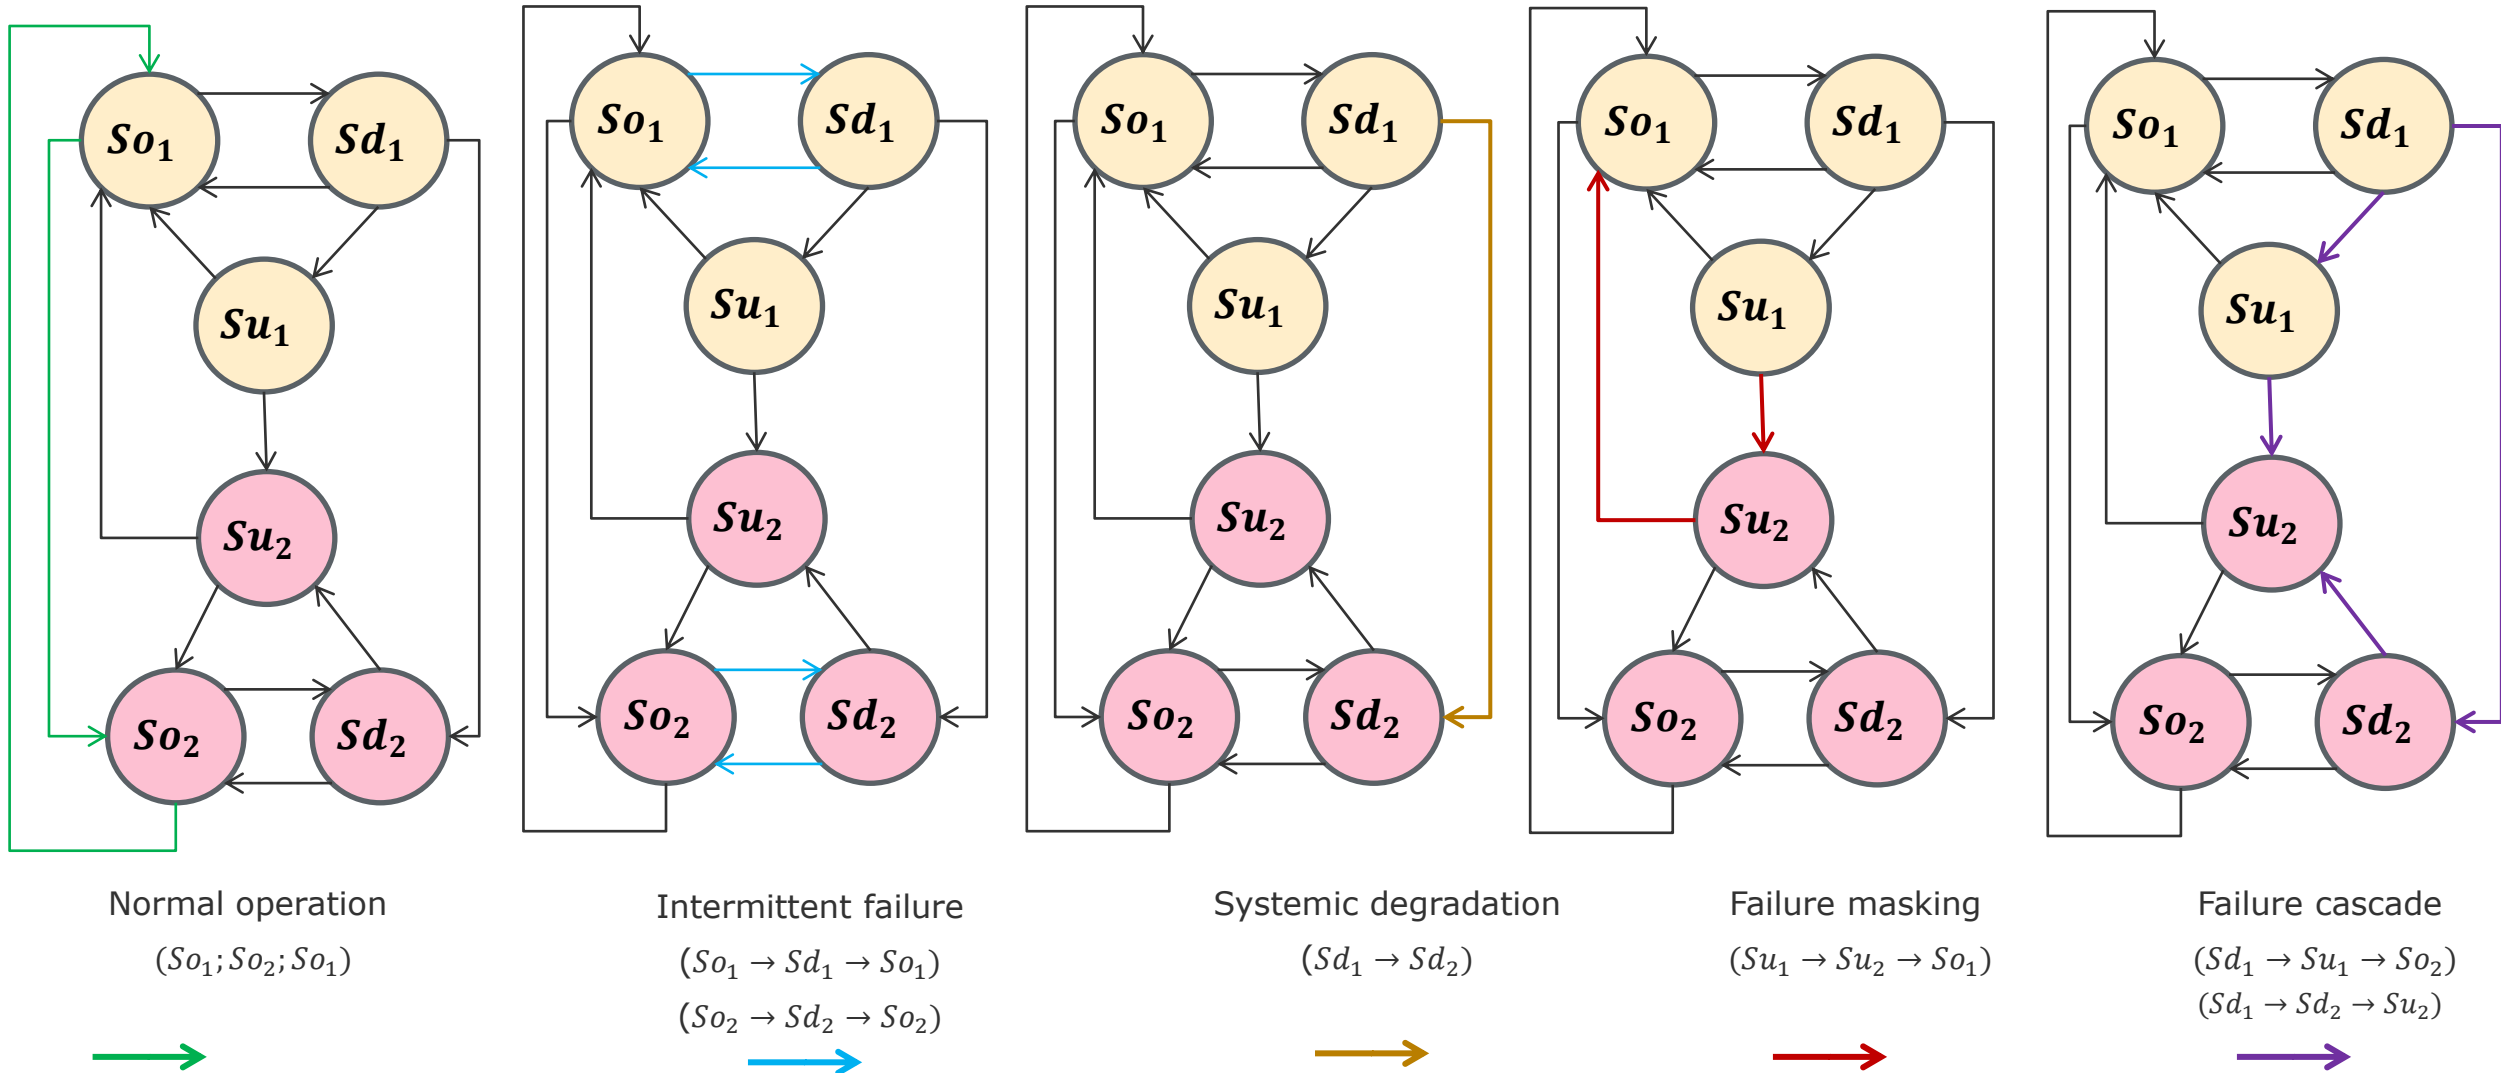 So₁ Sd₁
Su₁
Su₂
So₂ Sd₂
Normal operation
(So₁; So₂; So₁)
So₁ Sd₁
Su₁
Su₂
So₂ Sd₂
Intermittent failure
(So₁ → Sd₁ → So₁)
(So₂ → Sd₂ → So₂)
So₁ Sd₁
Su₁
Su₂
So₂ Sd₂
Systemic degradation
(Sd₁ → Sd₂)
So₁ Sd₁
Su₁
Su₂
So₂ Sd₂
Failure masking
(Su₁ → Su₂ → So₁)
So₁ Sd₁
Su₁
Su₂
So₂ Sd₂
Failure cascade
(Sd₁ → Su₁ → So₂)
(Sd₁ → Sd₂ → Su₂)